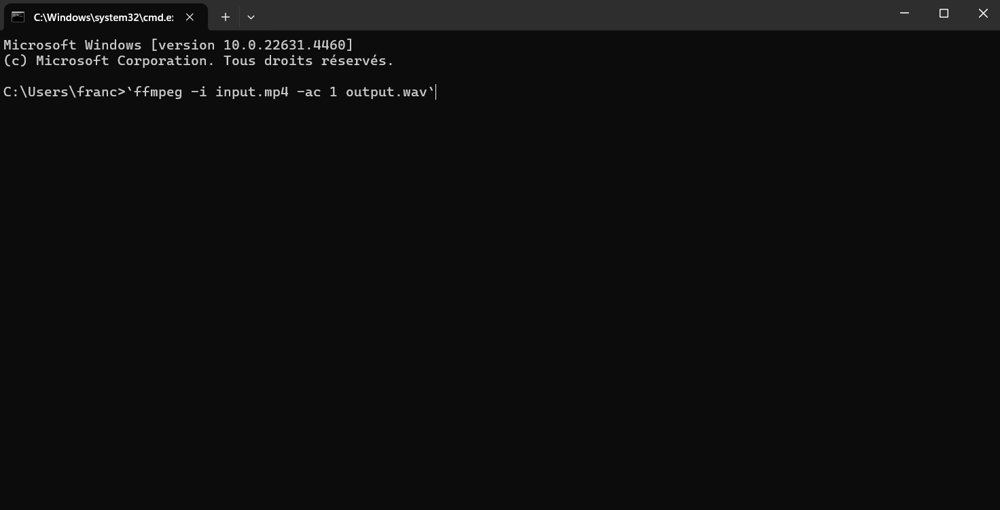 C:\Windows\system32\cmd.e
Microsoft Windows [version 10.0.22631.4460]
(c) Microsoft Corporation. Tous droits réservés.
C:\Users\franc>`ffmpeg -i input.mp4 -ac 1 output.wav`